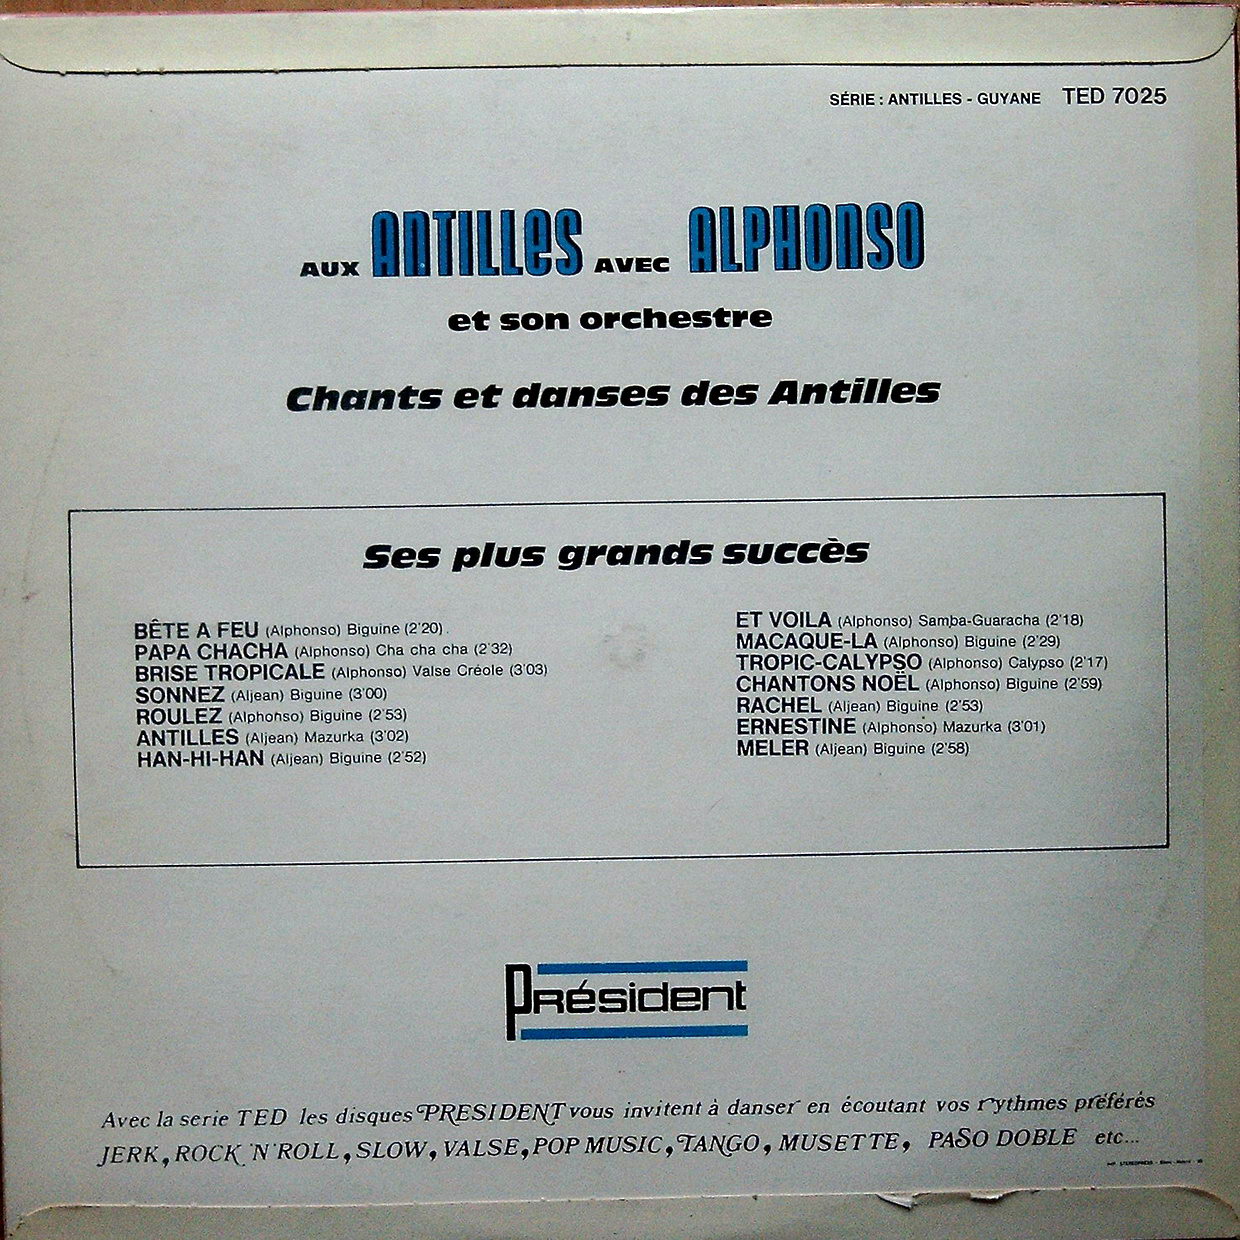 SÉRIE : ANTILLES - GUYANE TED 7025
AUX ANTILLES AVEC ALPHONSO
et son orchestre
Chants et danses des Antilles
Ses plus grands succès
BÊTE A FEU (Alphonso) Biguine (2'20).
PAPA CHACHA (Alphonso) Cha cha cha (2'32)
BRISE TROPICALE (Alphonso) Valse Créole (3'03)
SONNEZ (Aljean) Biguine (3'00)
ROULEZ (Alphonso) Biguine (2'53)
ANTILLES (Aljean) Mazurka (3'02)
HAN-HI-HAN (Aljean) Biguine (2'52)
ET VOILA (Alphonso) Samba-Guaracha (2'18)
MACAQUE-LA (Alphonso) Biguine (2'29)
TROPIC-CALYPSO (Alphonso) Calypso (2'17)
CHANTONS NOËL (Alphonso) Biguine (2'59)
RACHEL (Aljean) Biguine (2'53)
ERNESTINE (Alphonso) Mazurka (3'01)
MELER (Aljean) Biguine (2'58)
Président
Avec la serie TED les disques PRESIDENT vous invitent à danser en écoutant vos rythmes préférés
JERK, ROCK 'N' ROLL, SLOW, VALSE, POP MUSIC, TANGO, MUSETTE, PASO DOBLE etc...